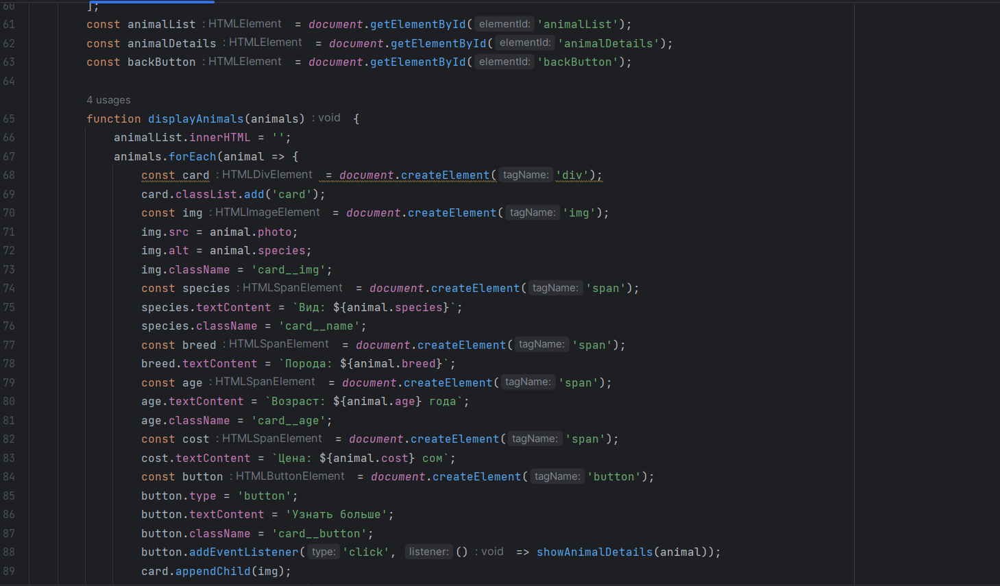 60 ];
61 const animalList : HTMLElement = document.getElementById( elementId: 'animalList');
62 const animalDetails : HTMLElement = document.getElementById( elementId: 'animalDetails');
63 const backButton : HTMLElement = document.getElementById( elementId: 'backButton');
64
4 usages
65 function displayAnimals(animals) : void {
66 animalList.innerHTML = '';
67 animals.forEach(animal => {
68 const card : HTMLDivElement = document.createElement( tagName: 'div');
69 card.classList.add('card');
70 const img : HTMLImageElement = document.createElement( tagName: 'img');
71 img.src = animal.photo;
72 img.alt = animal.species;
73 img.className = 'card__img';
74 const species : HTMLSpanElement = document.createElement( tagName: 'span');
75 species.textContent = `Вид: ${animal.species}`;
76 species.className = 'card__name';
77 const breed : HTMLSpanElement = document.createElement( tagName: 'span');
78 breed.textContent = `Порода: ${animal.breed}`;
79 const age : HTMLSpanElement = document.createElement( tagName: 'span');
80 age.textContent = `Возраст: ${animal.age} года`;
81 age.className = 'card__age';
82 const cost : HTMLSpanElement = document.createElement( tagName: 'span');
83 cost.textContent = `Цена: ${animal.cost} сом`;
84 const button : HTMLButtonElement = document.createElement( tagName: 'button');
85 button.type = 'button';
86 button.textContent = 'Узнать больше';
87 button.className = 'card__button';
88 button.addEventListener( type: 'click', listener: () : void => showAnimalDetails(animal));
89 card.appendChild(img);